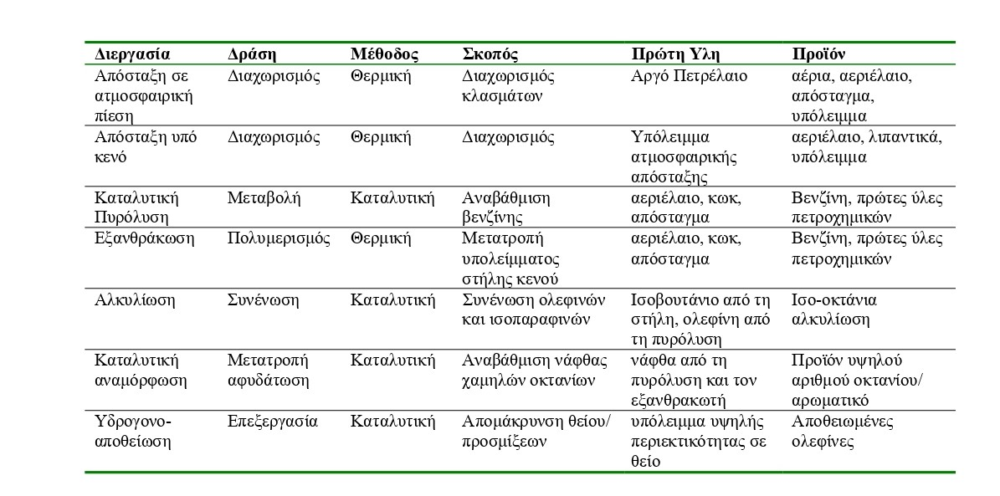 Διεργασία Δράση Μέθοδος Σκοπός Πρώτη Υλη Προϊόν
Απόσταξη σε Διαχωρισμός Θερμική Διαχωρισμός Αργό Πετρέλαιο αέρια, αεριέλαιο,
ατμοσφαιρική κλασμάτων απόσταγμα,
πίεση υπόλειμμα
Απόσταξη υπό Διαχωρισμός Θερμική Διαχωρισμός Υπόλειμμα αεριέλαιο, λιπαντικά,
κενό ατμοσφαιρικής υπόλειμμα
απόσταξης
Καταλυτική Μεταβολή Καταλυτική Αναβάθμιση αεριέλαιο, κωκ, Βενζίνη, πρώτες ύλες
Πυρόλυση βενζίνης απόσταγμα πετροχημικών
Εξανθράκωση Πολυμερισμός Θερμική Μετατροπή αεριέλαιο, κωκ, Βενζίνη, πρώτες ύλες
υπολείμματος απόσταγμα πετροχημικών
στήλης κενού
Αλκυλίωση Συνένωση Καταλυτική Συνένωση ολεφινών Ισοβουτάνιο από τη Ισο-οκτάνια
και ισοπαραφινών στήλη, ολεφίνη από αλκυλίωση
τη πυρόλυση
Καταλυτική Μετατροπή Καταλυτική Αναβάθμιση νάφθας νάφθα από τη Προϊόν υψηλού
αναμόρφωση αφυδάτωση χαμηλών οκτανίων πυρόλυση και τον αριθμού οκτανίου/
εξανθρακωτή αρωματικό
Υδρογονο- Επεξεργασία Καταλυτική Απομάκρυνση θείου/ υπόλειμμα υψηλής Αποθειωμένες
αποθείωση προσμίξεων περιεκτικότητας σε ολεφίνες
θείο